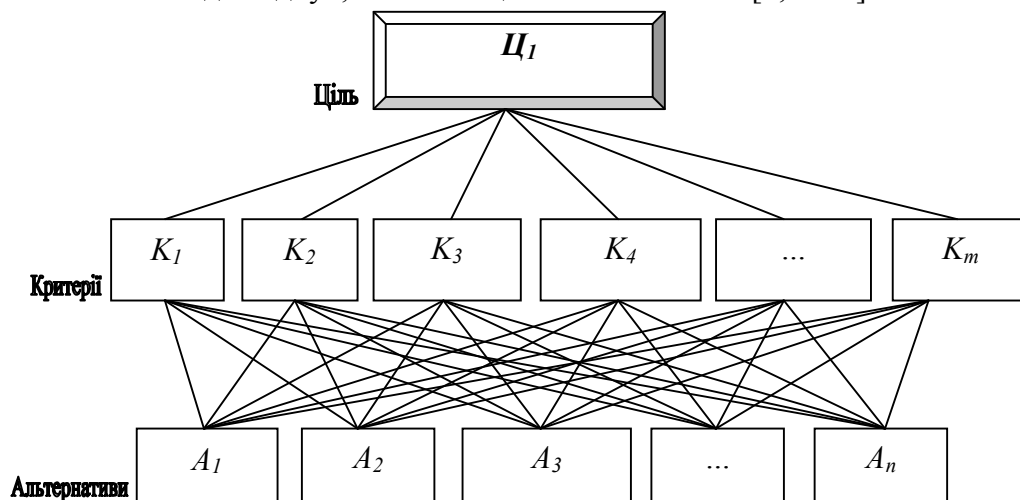 Ц1
Ціль
K1 K2 K3 K4 ... Km
Критерії
A1 A2 A3 ... An
Альтернативи